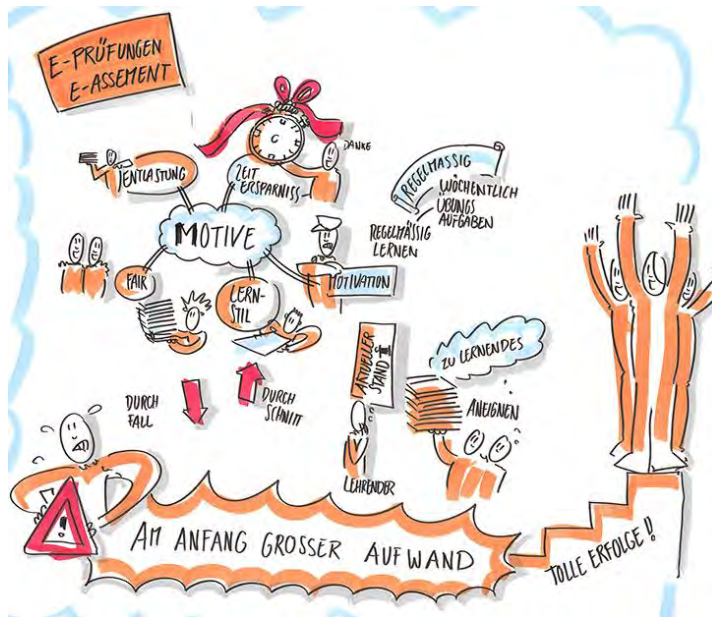 E-PRÜFUNGEN
E-ASSEMENT
DANKE
ENTLASTUNG
ZEIT
ERSPARNISS
MOTIVE
FAIR
LERN-
STIL
MOTIVATION
REGELMASSIG
WÖCHENTLICH
ÜBUNGS
AUFGABEN
REGELMÄSSIG
LERNEN
DURCH
FALL
DURCH
SCHNITT
AKTUELLER
STAND
LEHRENDER
ZU LERNENDES
ANEIGNEN
!
AM ANFANG GROSSER AUFWAND
TOLLE ERFOLGE!!